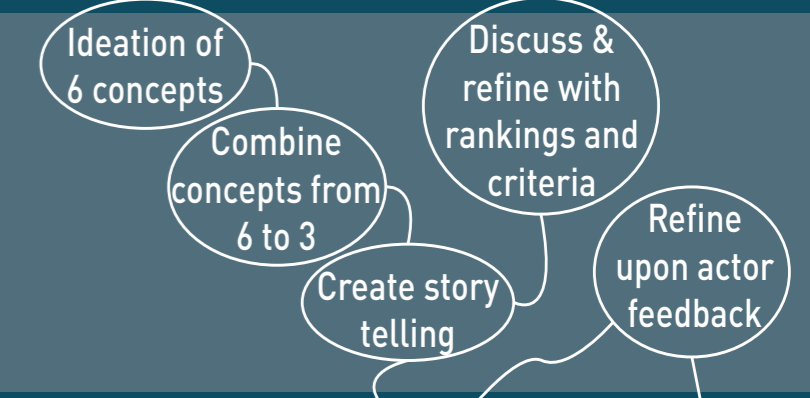 Ideation of
6 concepts
Combine
concepts from
6 to 3
Create story
telling
Discuss &
refine with
rankings and
criteria
Refine
upon actor
feedback